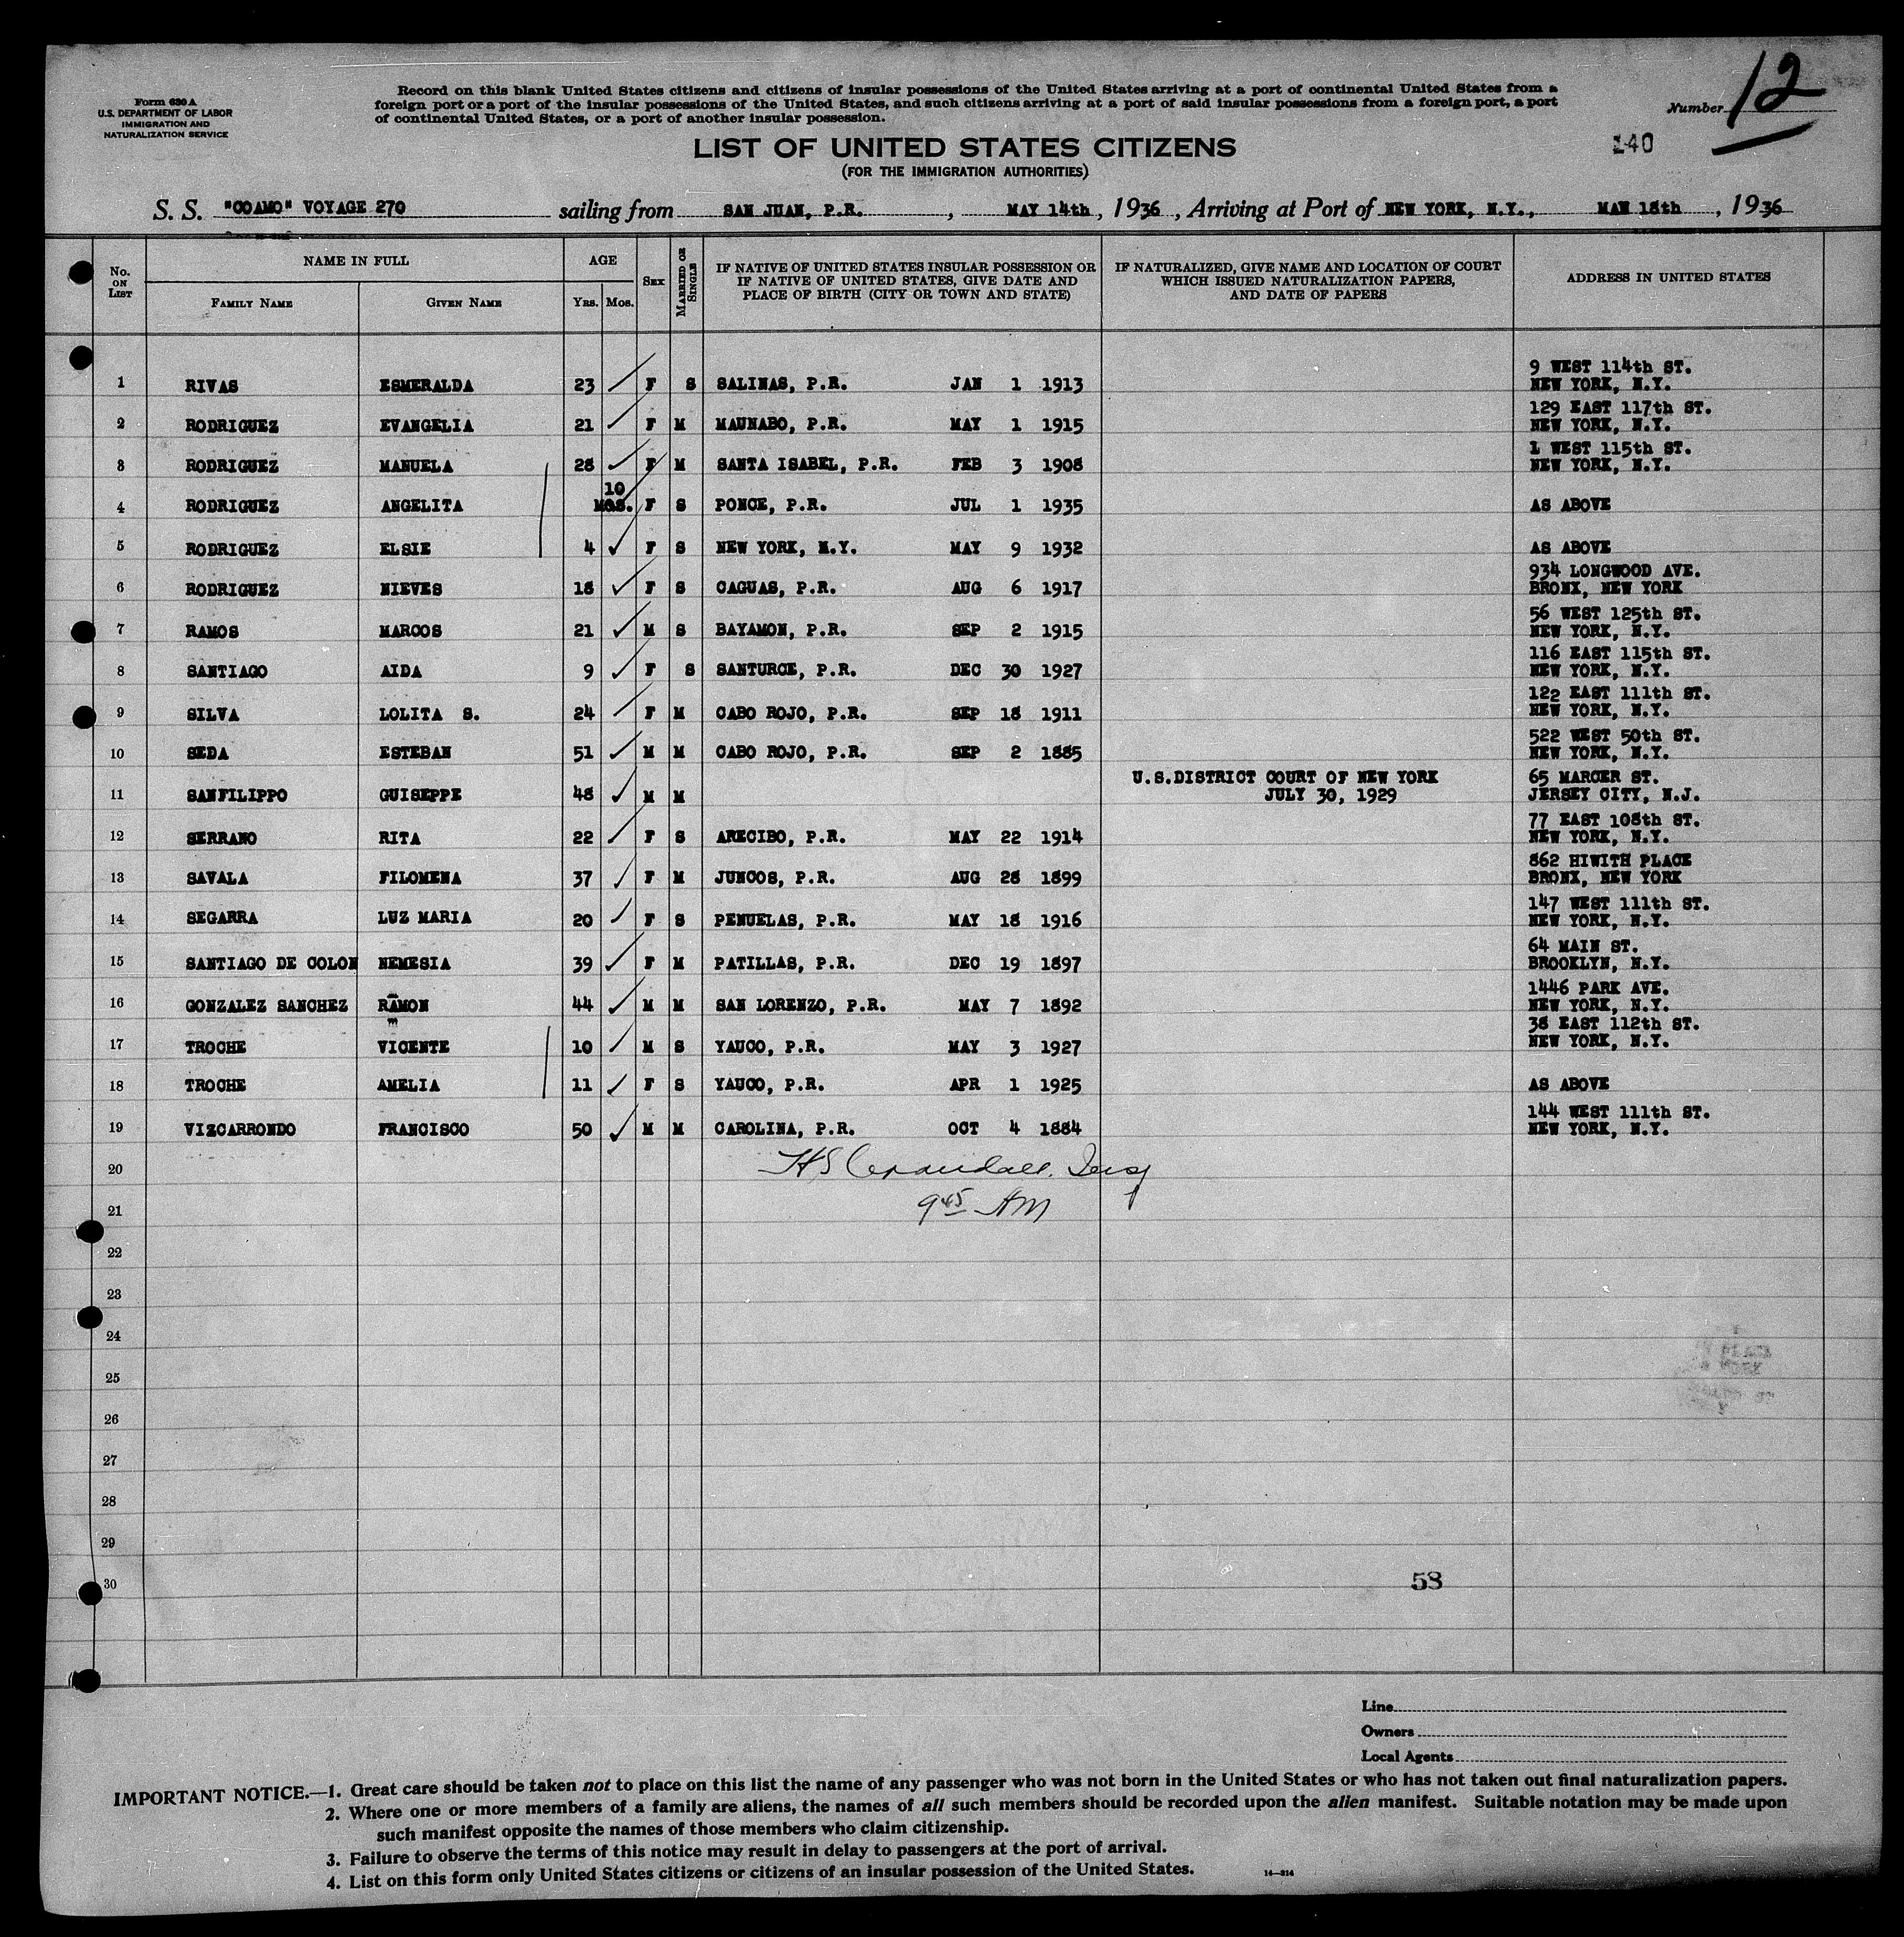 Form 630 A
U.S. DEPARTMENT OF LABOR
IMMIGRATION AND
NATURALIZATION SERVICE
Record on this blank United States citizens and citizens of insular possessions of the United States arriving at a port of continental United States from a
foreign port or a port of the insular possessions of the United States, and such citizens arriving at a port of said insular possessions from a foreign port, a port
of continental United States, or a port of another insular possession.
Number 12
140
LIST OF UNITED STATES CITIZENS
(FOR THE IMMIGRATION AUTHORITIES)
S. S. "COAMO" VOYAGE 270 sailing from SAN JUAN, P.R. , MAY 14th , 1936 , Arriving at Port of NEW YORK, N.Y., MAY 18th , 1936
No. ON LIST
NAME IN FULL
FAMILY NAME GIVEN NAME
AGE
YRS. MOS.
SEX
MARRIED OR SINGLE
IF NATIVE OF UNITED STATES INSULAR POSSESSION OR
IF NATIVE OF UNITED STATES, GIVE DATE AND
PLACE OF BIRTH (CITY OR TOWN AND STATE)
IF NATURALIZED, GIVE NAME AND LOCATION OF COURT
WHICH ISSUED NATURALIZATION PAPERS,
AND DATE OF PAPERS
ADDRESS IN UNITED STATES
9 WEST 114th ST.
1 RIVAS ESMERALDA 23 F S SALINAS, P.R. JAN 1 1913 NEW YORK, N.Y.
129 EAST 117th ST.
2 RODRIGUEZ EVANGELIA 21 F M MAUNABO, P.R. MAY 1 1915 NEW YORK, N.Y.
1 WEST 115th ST.
3 RODRIGUEZ MANUELA 28 F M SANTA ISABEL, P.R. FEB 3 1908 NEW YORK, N.Y.
10
4 RODRIGUEZ ANGELITA MOS. F S PONCE, P.R. JUL 1 1935 AS ABOVE
5 RODRIGUEZ ELSIE 4 F S NEW YORK, N.Y. MAY 9 1932 AS ABOVE
934 LONGWOOD AVE.
6 RODRIGUEZ NIEVES 18 F S CAGUAS, P.R. AUG 6 1917 BRONX, NEW YORK
56 WEST 125th ST.
7 RAMOS MARCOS 21 M S BAYAMON, P.R. SEP 2 1915 NEW YORK, N.Y.
116 EAST 115th ST.
8 SANTIAGO AIDA 9 F S SANTURCE, P.R. DEC 30 1927 NEW YORK, N.Y.
122 EAST 111th ST.
9 SILVA LOLITA S. 24 F M CABO ROJO, P.R. SEP 18 1911 NEW YORK, N.Y.
522 WEST 50th ST.
10 SEDA ESTEBAN 51 M M CABO ROJO, P.R. SEP 2 1885 NEW YORK, N.Y.
U.S.DISTRICT COURT OF NEW YORK 65 MARCER ST.
11 SANFILIPPO GUISEPPE 48 M M JULY 30, 1929 JERSEY CITY, N.J.
77 EAST 108th ST.
12 SERRANO RITA 22 F S ARECIBO, P.R. MAY 22 1914 NEW YORK, N.Y.
862 HIWITH PLACE
13 SAVALA FILOMENA 37 F M JUNCOS, P.R. AUG 28 1899 BRONX, NEW YORK
147 WEST 111th ST.
14 SEGARRA LUZ MARIA 20 F S PENUELAS, P.R. MAY 18 1916 NEW YORK, N.Y.
64 MAIN ST.
15 SANTIAGO DE COLON NEMESIA 39 F M PATILLAS, P.R. DEC 19 1897 BROOKLYN, N.Y.
1446 PARK AVE.
16 GONZALEZ SANCHEZ RAMON 44 M M SAN LORENZO, P.R. MAY 7 1892 NEW YORK, N.Y.
38 EAST 112th ST.
17 TROCHE VICENTE 10 M S YAUCO, P.R. MAY 3 1927 NEW YORK, N.Y.
18 TROCHE AMELIA 11 F S YAUCO, P.R. APR 1 1925 AS ABOVE
144 WEST 111th ST.
19 VIZCARRONDO FRANCISCO 50 M M CAROLINA, P.R. OCT 4 1884 NEW YORK, N.Y.
20 H S Crandall. Insp
21 9 45 AM
22
23
24
25
26
27
28
29
30 58
Line
Owners
Local Agents
IMPORTANT NOTICE.—1. Great care should be taken not to place on this list the name of any passenger who was not born in the United States or who has not taken out final naturalization papers.
2. Where one or more members of a family are aliens, the names of all such members should be recorded upon the alien manifest. Suitable notation may be made upon
such manifest opposite the names of those members who claim citizenship.
3. Failure to observe the terms of this notice may result in delay to passengers at the port of arrival.
4. List on this form only United States citizens or citizens of an insular possession of the United States.
14—314